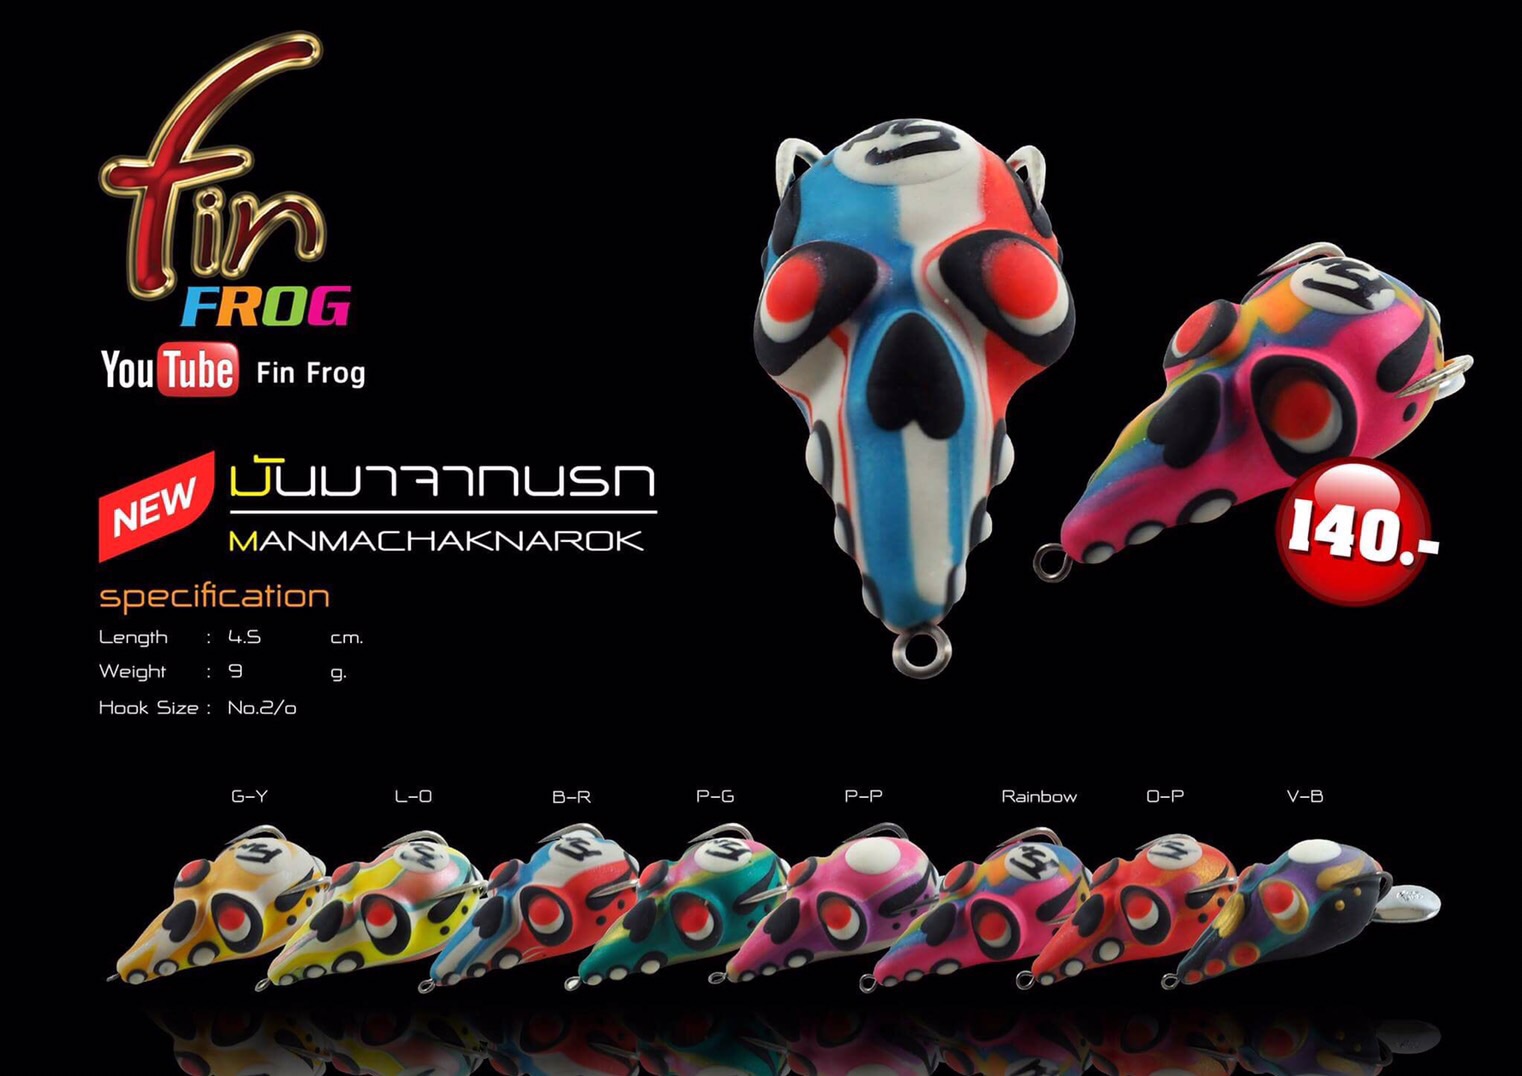 fin
FROG
YouTube Fin Frog
NEW
มันมาจากนรก
MANMACHAKNAROK
specification
Length : 4.5 cm.
Weight : 9 g.
Hook Size : No.2/0
140.-
G-Y L-O B-R P-G P-P Rainbow O-P V-B